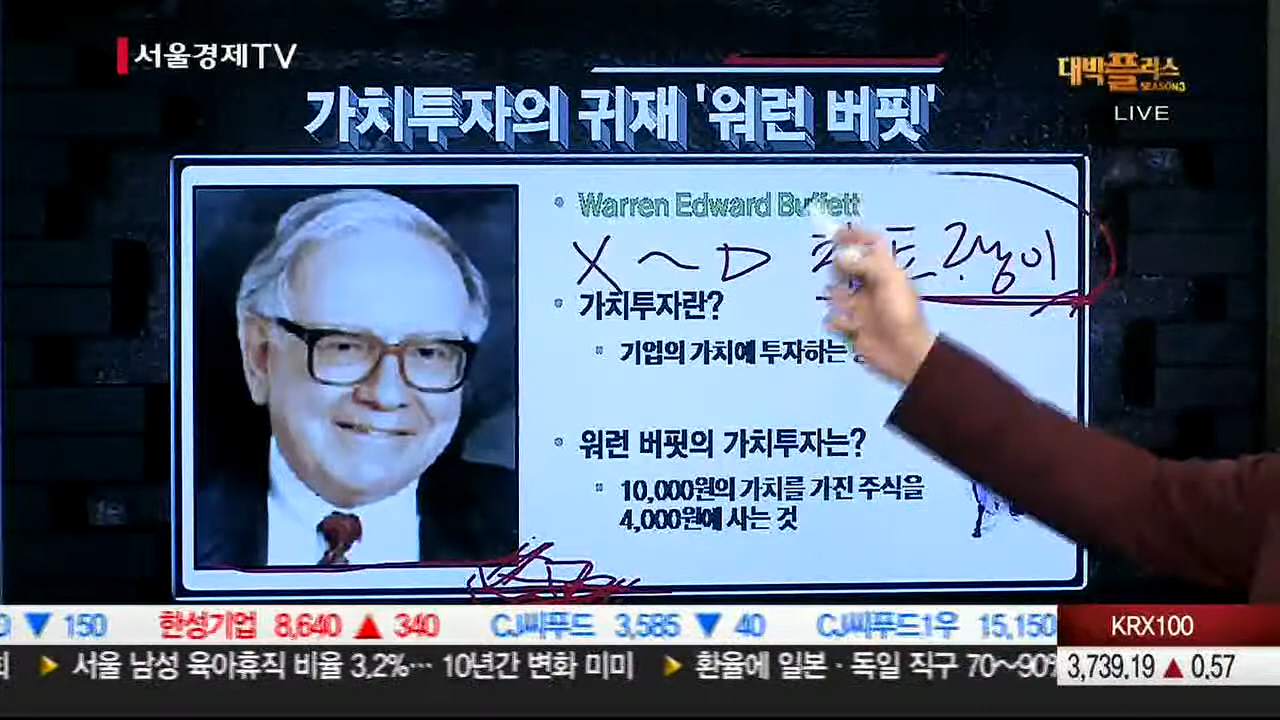 서울경제TV
대박플러스
SEASON3
LIVE
가치투자의 귀재 '워런 버핏'
Warren Edward Buffett
X ~ D
가치투자란?
기업의 가치에 투자하는
워런 버핏의 가치투자는?
10,000원의 가치를 가진 주식을
4,000원에 사는 것
▼ 150 한성기업 8,640 ▲ 340 CJ씨푸드 3,585 ▼ 40 CJ씨푸드1우 15,150
KRX100
서울 남성 육아휴직 비율 3.2%… 10년간 변화 미미 환율에 일본·독일 직구 70~90%
3,739.19 ▲ 0.57